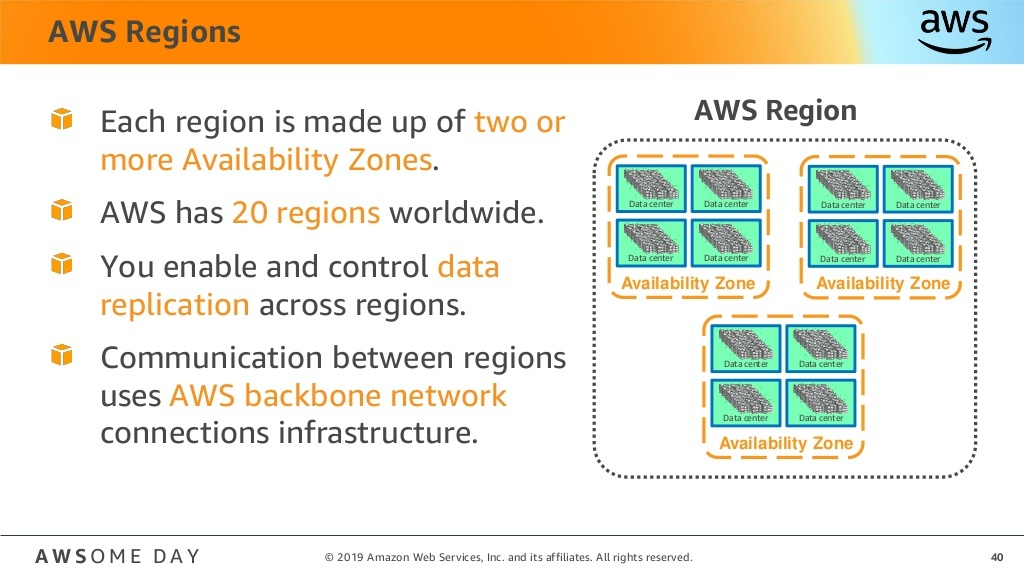 AWS Regions
aws
Each region is made up of two or
more Availability Zones.
AWS has 20 regions worldwide.
You enable and control data
replication across regions.
Communication between regions
uses AWS backbone network
connections infrastructure.
AWS Region
Data center Data center
Data center Data center
Availability Zone
Data center Data center
Data center Data center
Availability Zone
Data center Data center
Data center Data center
Availability Zone
AWSOME DAY
© 2019 Amazon Web Services, Inc. and its affiliates. All rights reserved.
40